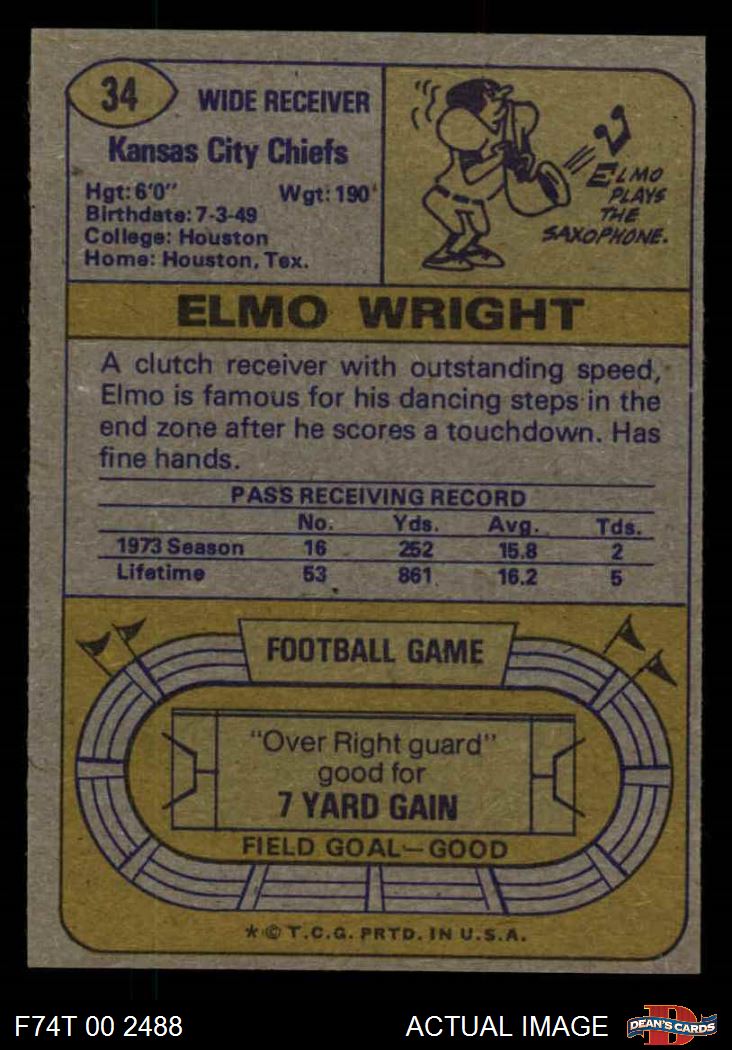 34
WIDE RECEIVER
Kansas City Chiefs
Hgt: 6'0" Wgt: 190
Birthdate: 7-3-49
College: Houston
Home: Houston, Tex.
ELMO
PLAYS
THE
SAXOPHONE.
ELMO WRIGHT
A clutch receiver with outstanding speed,
Elmo is famous for his dancing steps in the
end zone after he scores a touchdown. Has
fine hands.
PASS RECEIVING RECORD
No. Yds. Avg. Tds.
1973 Season 16 252 15.8 2
Lifetime 53 861 16.2 5
FOOTBALL GAME
"Over Right guard"
good for
7 YARD GAIN
FIELD GOAL—GOOD
*© T.C.G. PRTD. IN U.S.A.
F74T 00 2488 ACTUAL IMAGE
D
DEAN'S CARDS